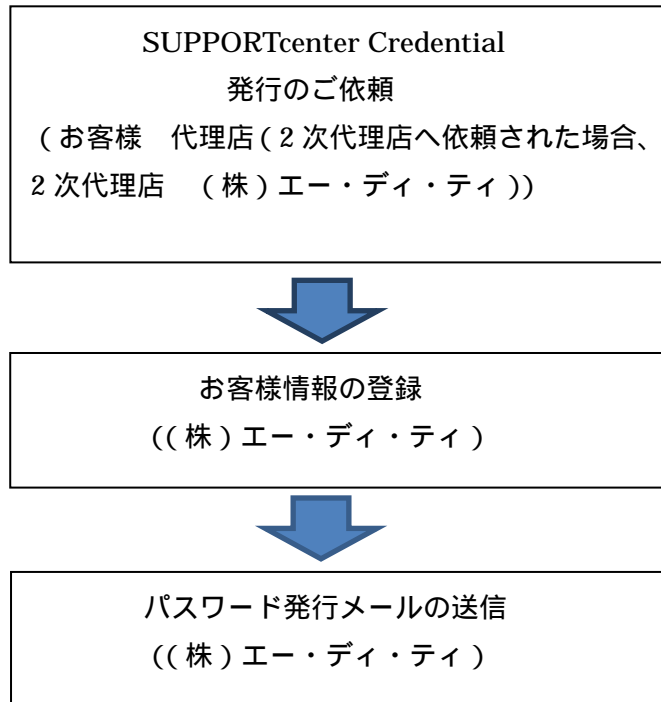 SUPPORTcenter Credential
発行のご依頼
(お客様　代理店(2次代理店へ依頼された場合、
2次代理店　(株)エー・ディ・ティ))
お客様情報の登録
((株)エー・ディ・ティ)
パスワード発行メールの送信
((株)エー・ディ・ティ)